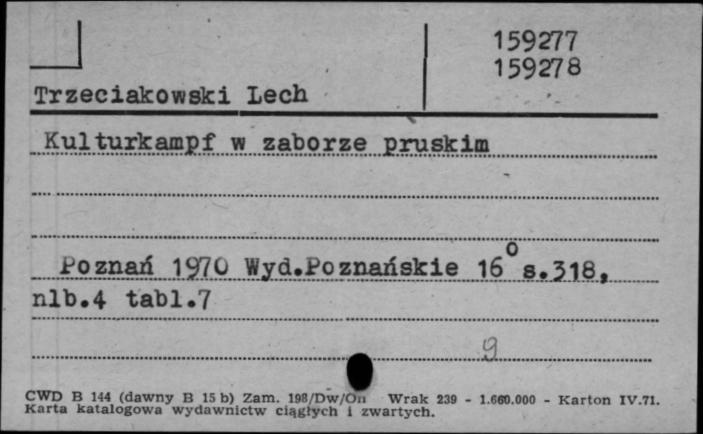 159277
159278
Trzeciakowski Lech
Kulturkampf w zaborze pruskim
Poznań 1970 Wyd.Poznańskie 16° s.318,
nlb.4 tabl.7
9
CWD B 144 (dawny B 15 b) Zam. 198/Dw/On Wrak 239 - 1.660.000 - Karton IV.71.
Karta katalogowa wydawnictw ciągłych i zwartych.